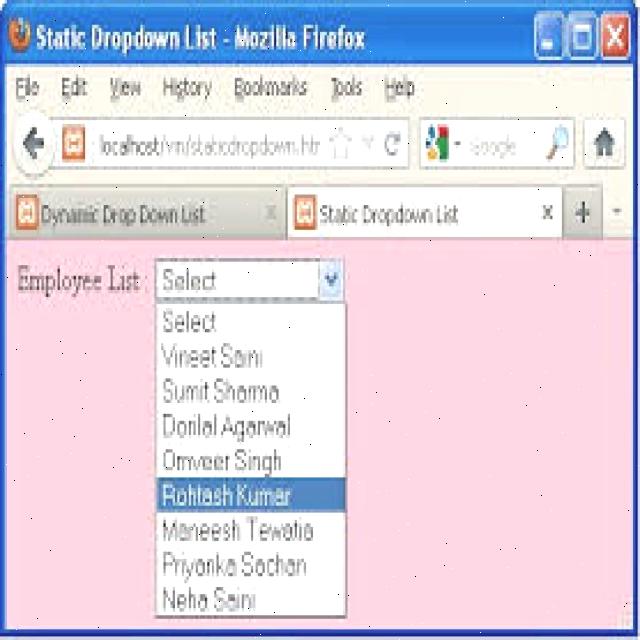 Static Dropdown List - Mozilla Firefox
File Edit View History Bookmarks Tools Help
localhost/vm/staticdropdown.htm Google
Dynamic Drop Down List × Static Dropdown List × +
Employee List : Select
Select
Vineet Saini
Sumit Sharma
Dorilal Agarwal
Omveer Singh
Rohtash Kumar
Maneesh Tewatia
Priyanka Sachan
Neha Saini